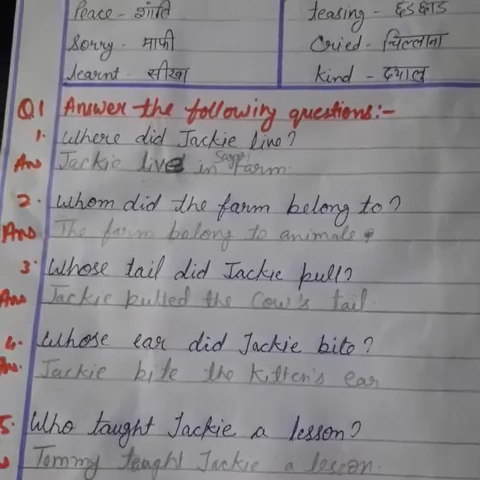 Peace - शांति
teasing - छेड़छाड़
Sorry - माफी
Cried - चिल्लाना
learnt - सीखा
kind - दयालु
Q1 Answer the following questions:-
1. Where did Jackie live?
Ans Jackie live in farm.
2. Whom did the farm belong to?
Ans The farm belong to animals
3. Whose tail did Jackie pull?
Ans Jackie pulled the Cow's tail.
4. Whose ear did Jackie bite?
Ans. Jackie bite the Kitten's ear
5. Who taught Jackie a lesson?
Tommy taught Jackie a lesson.